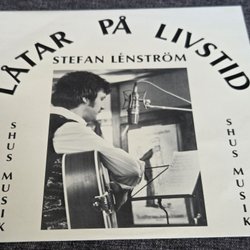 LÅTAR PÅ LIVSTID
STEFAN LENSTRÖM
SHUS MUSIK
SHUS MUSIK